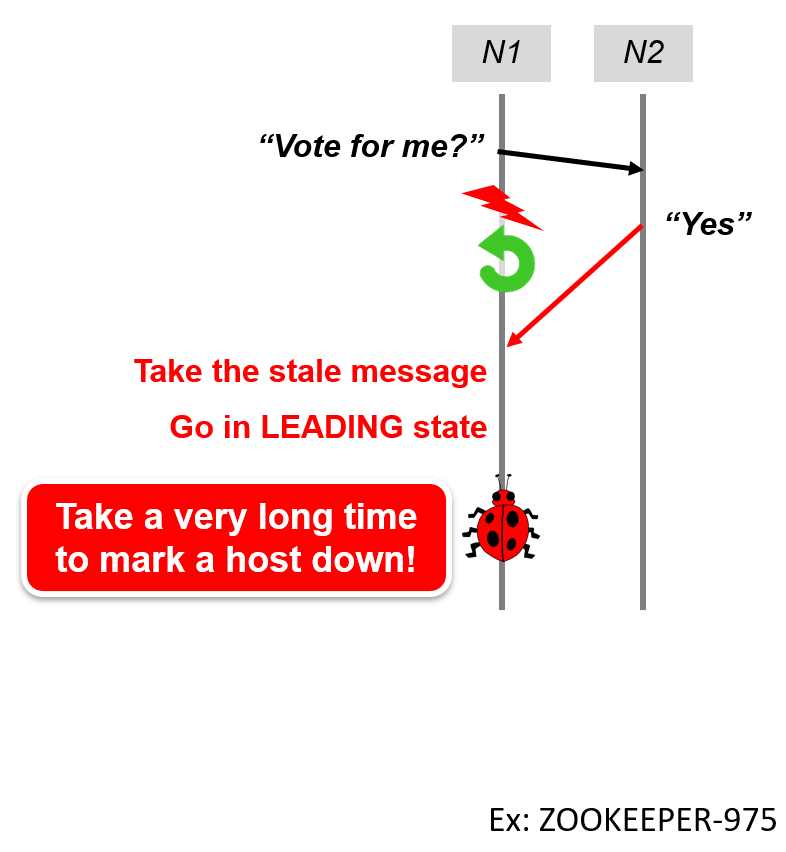 N1
N2
“Vote for me?”
“Yes”
Take the stale message
Go in LEADING state
Take a very long time
to mark a host down!
Ex: ZOOKEEPER-975